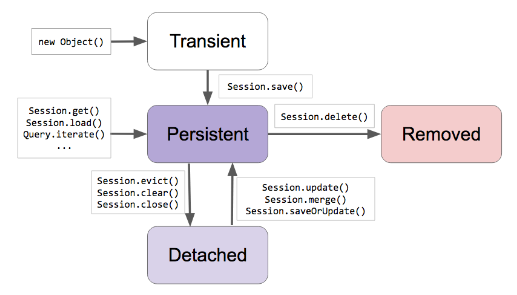 new Object()
Transient
Session.save()
Session.get()
Session.load()
Query.iterate()
...
Persistent
Session.delete()
Removed
Session.evict()
Session.clear()
Session.close()
Session.update()
Session.merge()
Session.saveOrUpdate()
Detached